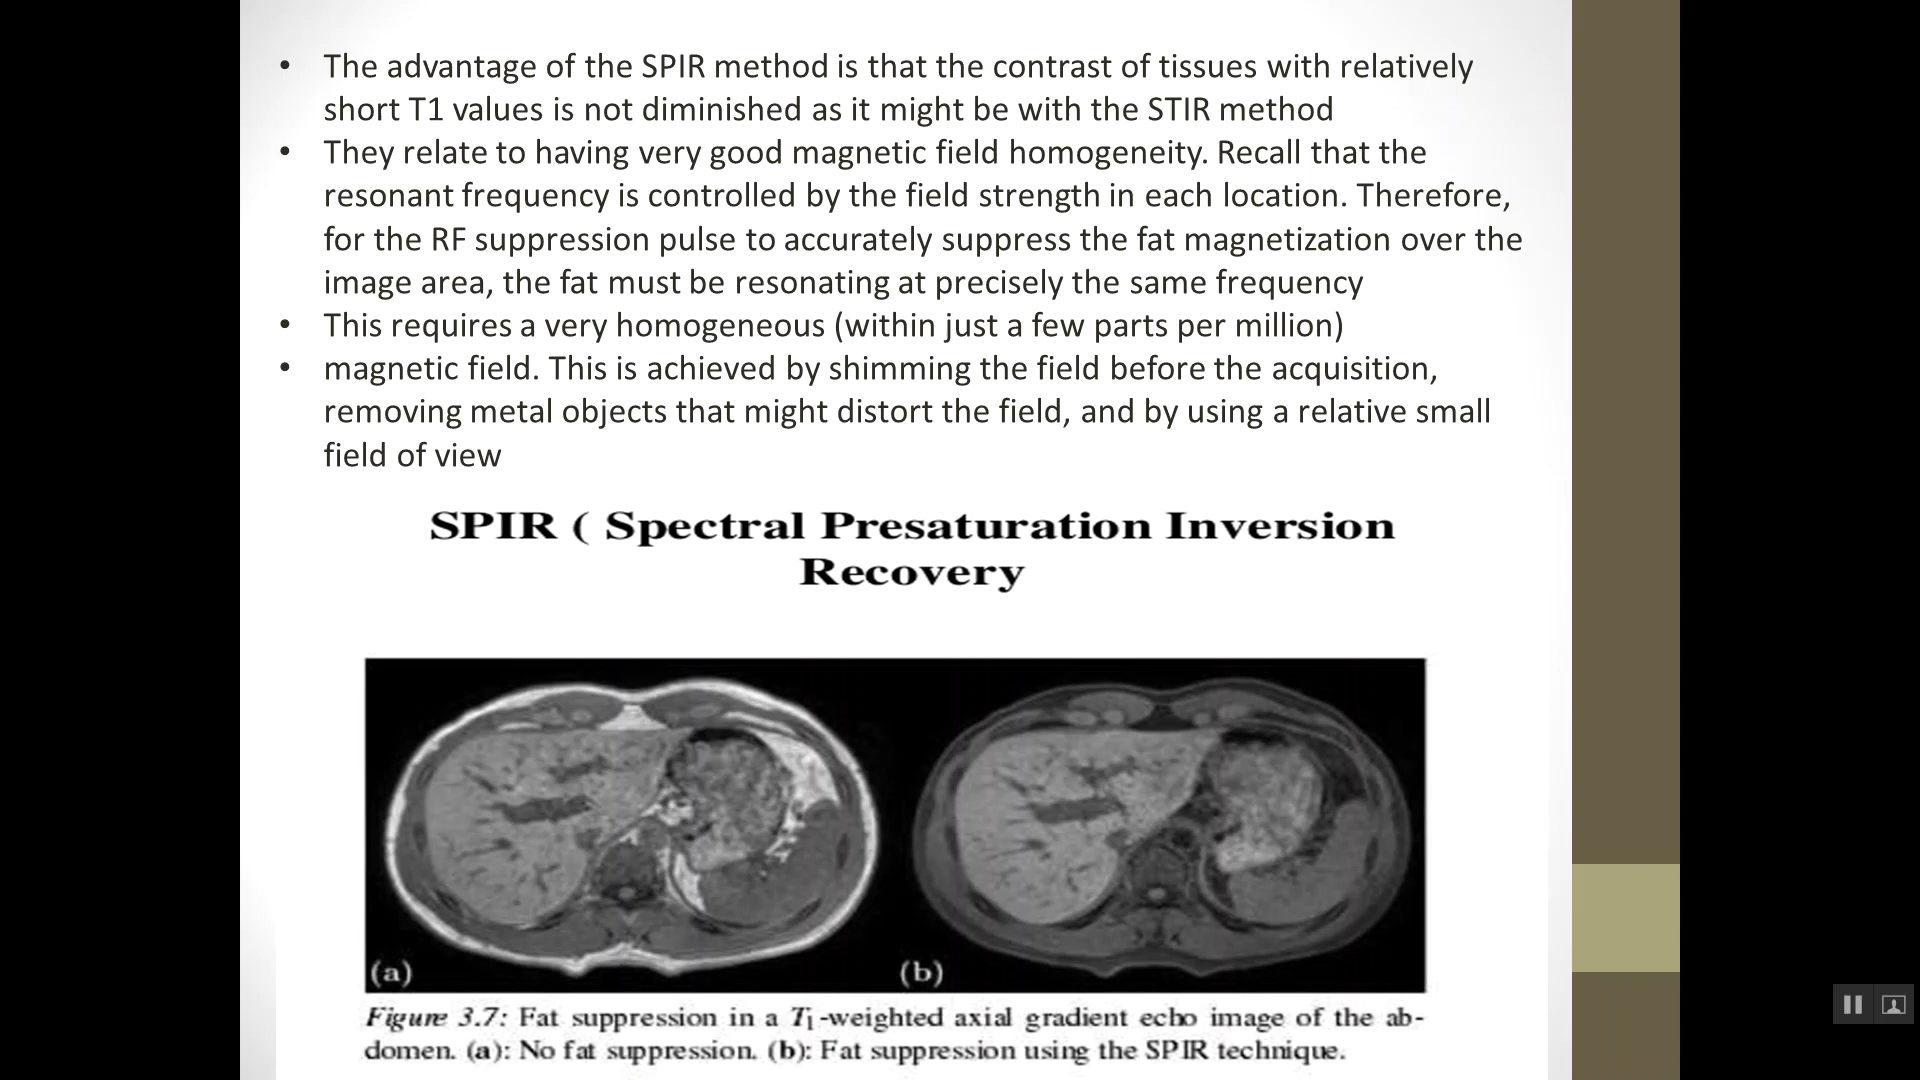 • The advantage of the SPIR method is that the contrast of tissues with relatively
short T1 values is not diminished as it might be with the STIR method
• They relate to having very good magnetic field homogeneity. Recall that the
resonant frequency is controlled by the field strength in each location. Therefore,
for the RF suppression pulse to accurately suppress the fat magnetization over the
image area, the fat must be resonating at precisely the same frequency
• This requires a very homogeneous (within just a few parts per million)
• magnetic field. This is achieved by shimming the field before the acquisition,
removing metal objects that might distort the field, and by using a relative small
field of view
SPIR ( Spectral Presaturation Inversion
Recovery
(a)
(b)
Figure 3.7: Fat suppression in a T1-weighted axial gradient echo image of the ab-
domen. (a): No fat suppression. (b): Fat suppression using the SPIR technique.